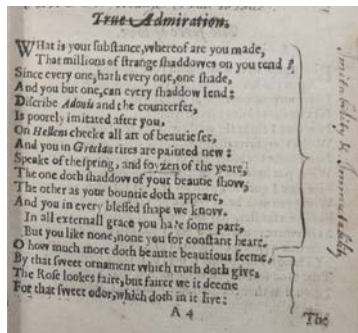 True Admiration.
WHat is your substance, whereof are you made,
That millions of strange shaddowes on you tend?
Since every one, hath every one, one shade,
And you but one, can every shaddow lend:
Discribe Adonis and the counterfet,
Is poorely imitated after you,
On Hellens cheeke all art of beautie set,
And you in Grecian tires are painted new:
Speake of the spring, and foyzen of the yeare,
The one doth shaddow of your beautie show,
The other as your bountie doth appeare,
And you in every blessed shape we know.
In all externall grace you have some part,
But you like none, none you for constant heart.
O how much more doth beautie beautious seeme,
By that sweet ornament which truth doth give,
The Rose lookes faire, but fairer we it deeme
For that sweet odor, which doth in it live:
A 4
The
Imitability & Immutability